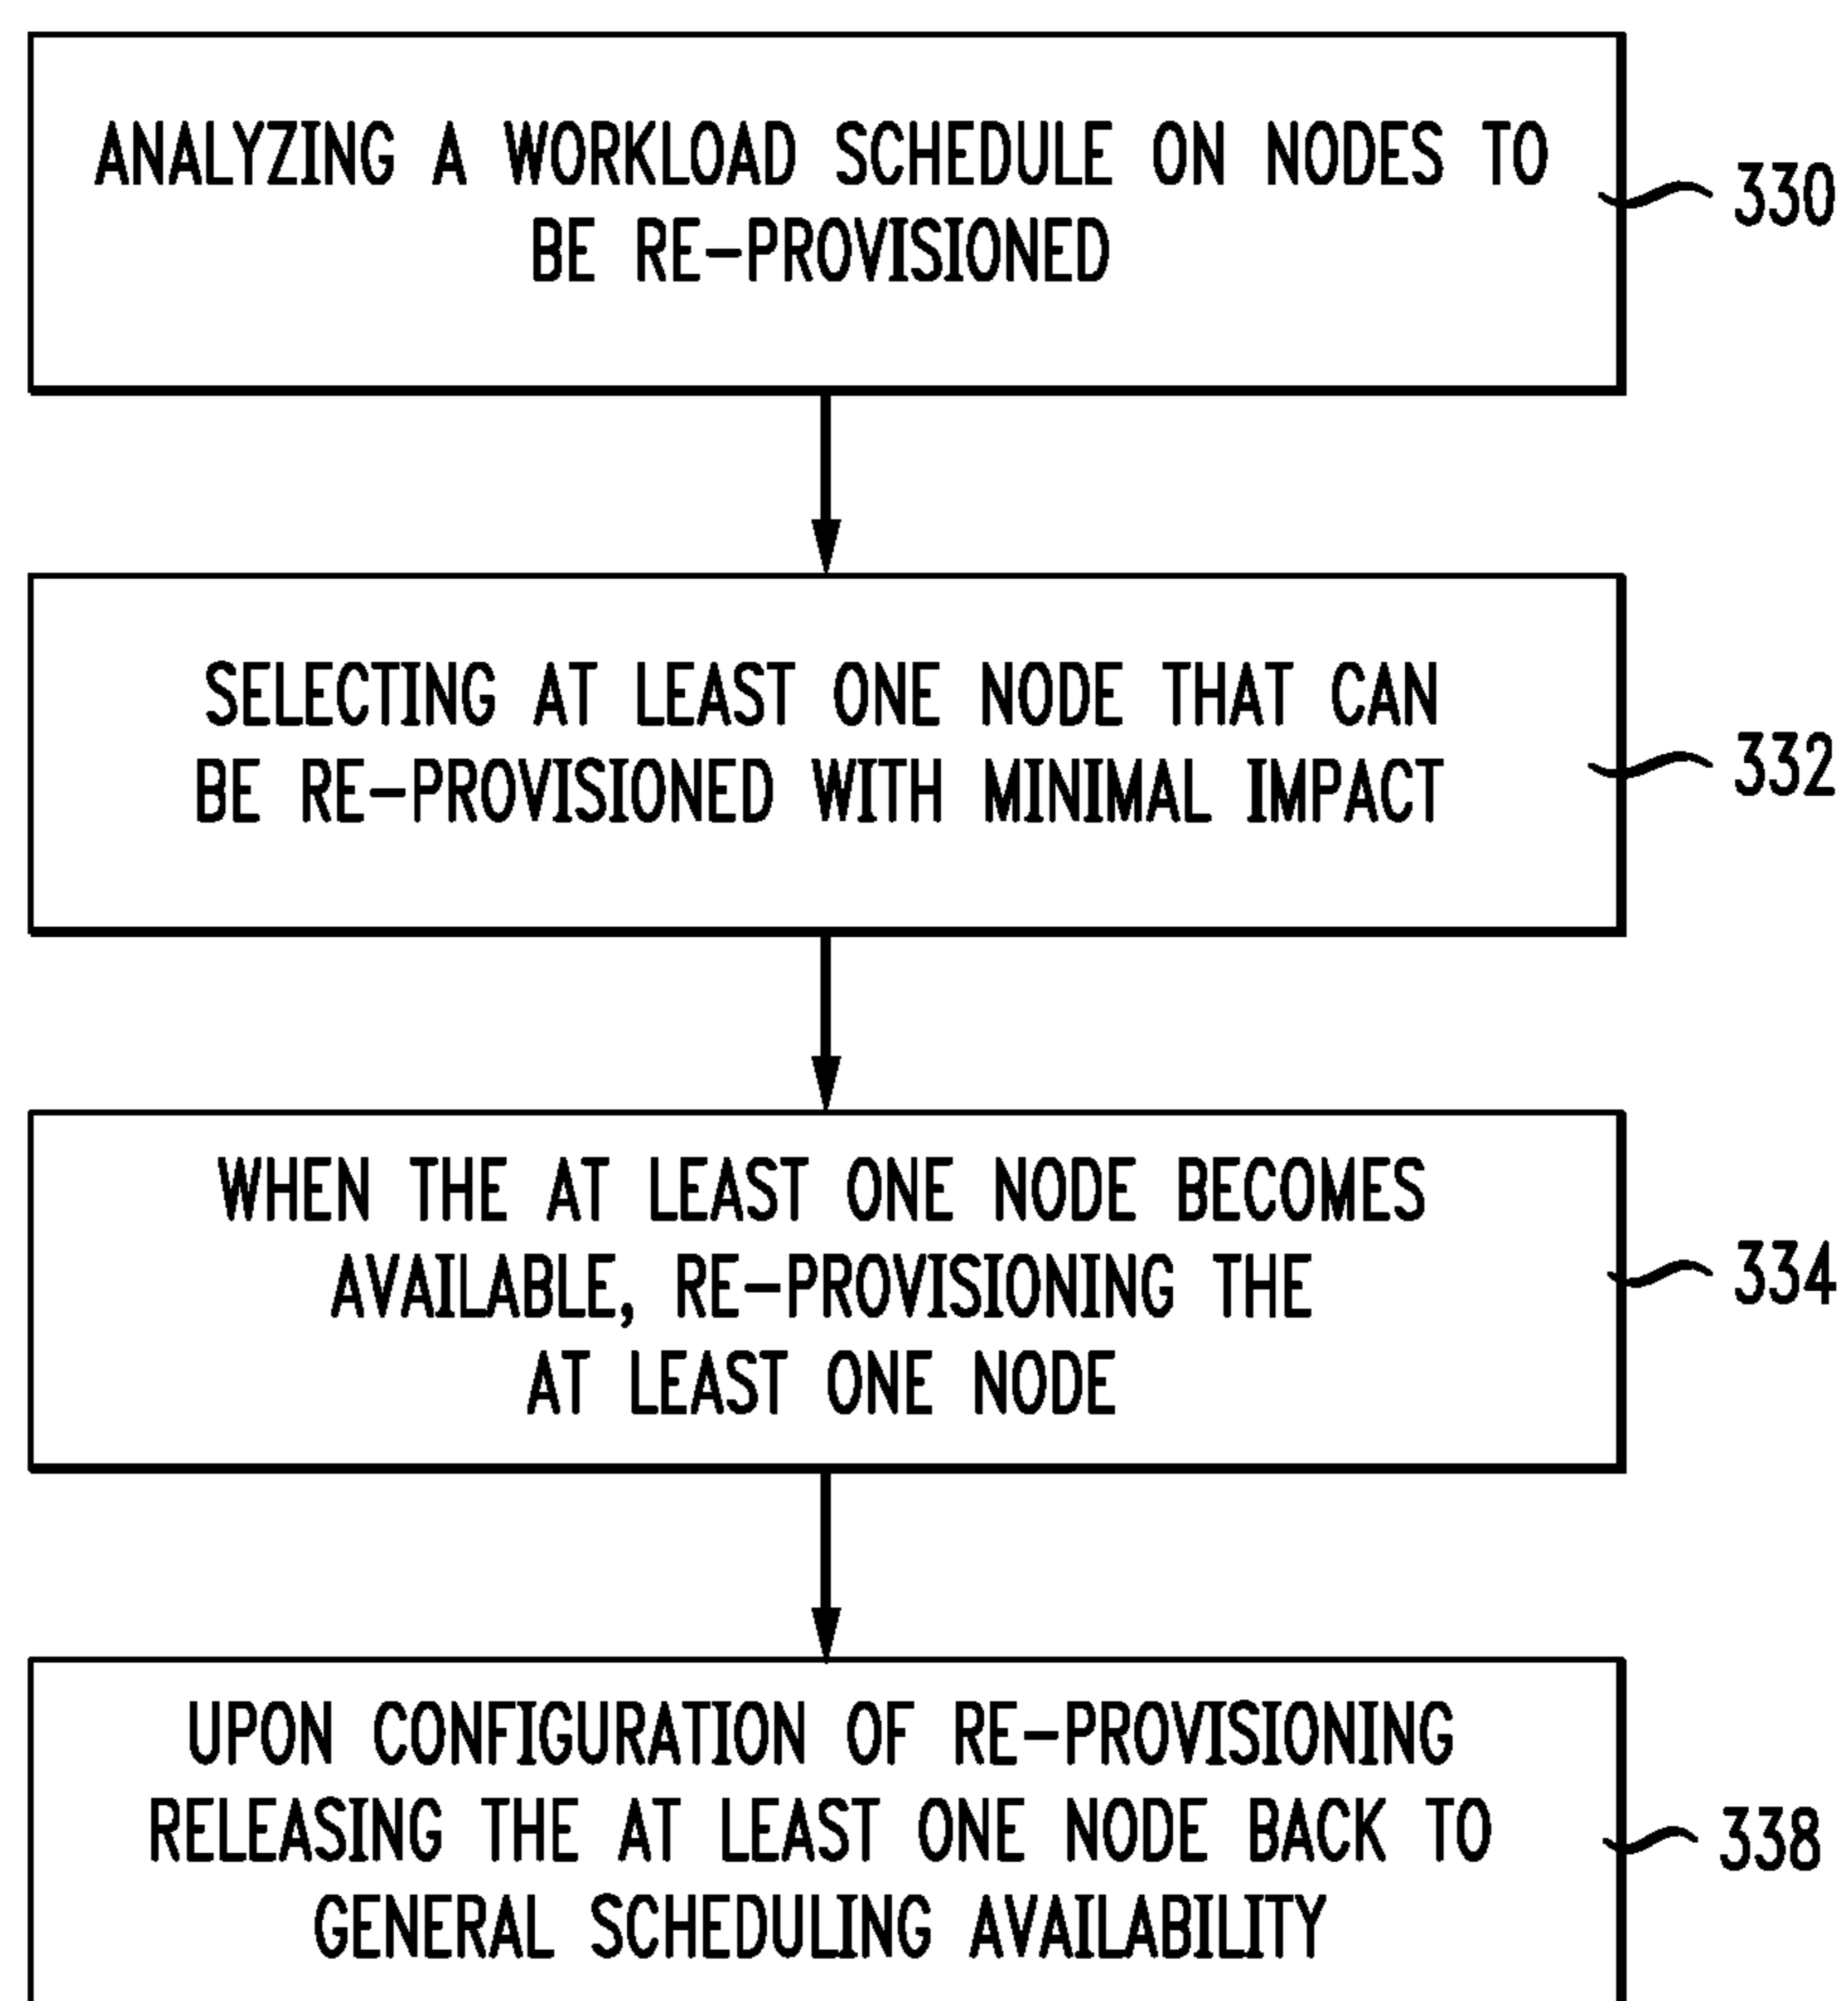 ANALYZING A WORKLOAD SCHEDULE ON NODES TO
BE RE-PROVISIONED
330
SELECTING AT LEAST ONE NODE THAT CAN
BE RE-PROVISIONED WITH MINIMAL IMPACT
332
WHEN THE AT LEAST ONE NODE BECOMES
AVAILABLE, RE-PROVISIONING THE
AT LEAST ONE NODE
334
UPON CONFIGURATION OF RE-PROVISIONING
RELEASING THE AT LEAST ONE NODE BACK TO
GENERAL SCHEDULING AVAILABILITY
338